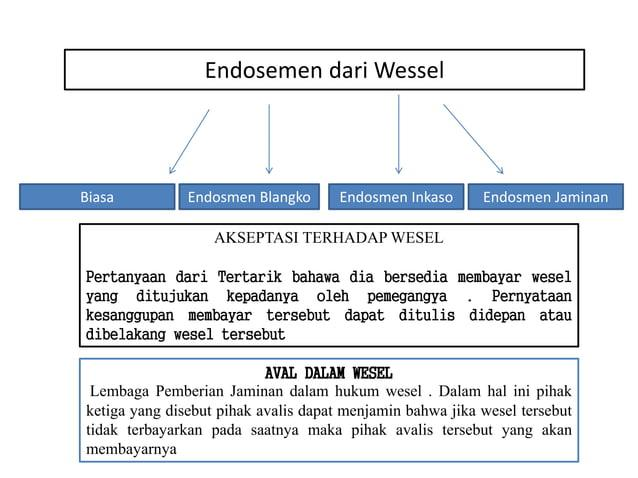 Endosemen dari Wessel
Biasa
Endosmen Blangko
Endosmen Inkaso
Endosmen Jaminan
AKSEPTASI TERHADAP WESEL
Pertanyaan dari Tertarik bahawa dia bersedia membayar wesel
yang ditujukan kepadanya oleh pemegangya . Pernyataan
kesanggupan membayar tersebut dapat ditulis didepan atau
dibelakang wesel tersebut
AVAL DALAM WESEL
Lembaga Pemberian Jaminan dalam hukum wesel . Dalam hal ini pihak
ketiga yang disebut pihak avalis dapat menjamin bahwa jika wesel tersebut
tidak terbayarkan pada saatnya maka pihak avalis tersebut yang akan
membayarnya